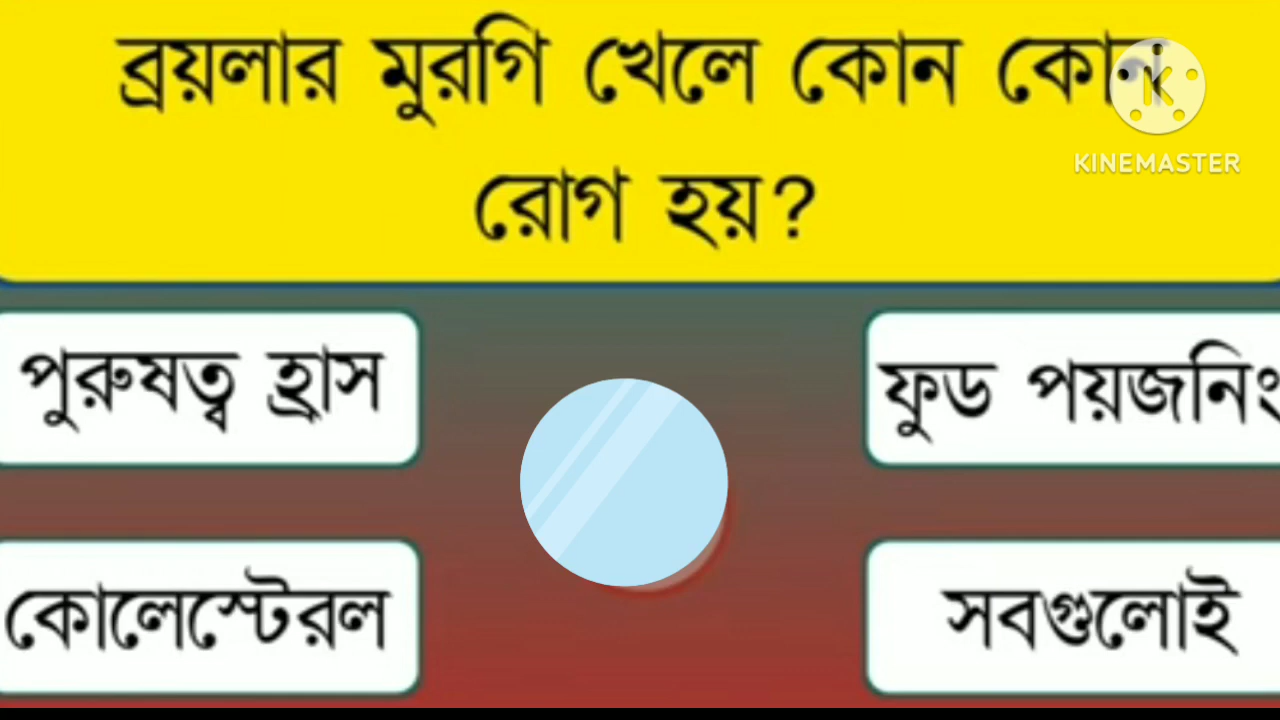 ব্রয়লার মুরগি খেলে কোন কোন
রোগ হয়?
KINEMASTER
পুরুষত্ব হ্রাস
ফুড পয়জনিং
কোলেস্টেরল
সবগুলোই